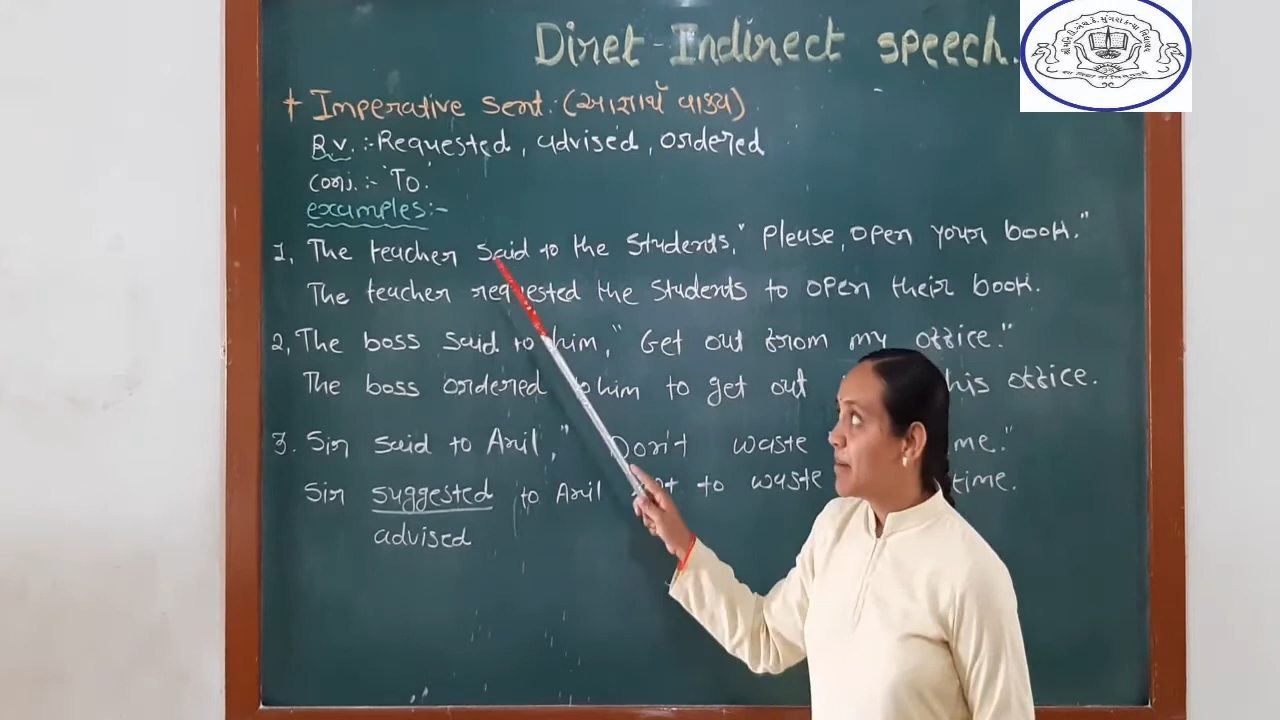 Diret-Indirect speech.
+ Imperative Sent:- (આજ્ઞાર્થ વાક્ય)
R.v. :- Requested, advised, ordered
Conj. :- To.
examples:-
1, The teacher said to the Students," Please, open your book."
The teacher requested the students to open their book.
2, The boss said to him," Get out from my office."
The boss ordered him to get out his office.
3. Sir said to Anil," Don't waste me."
Sir suggested to Anil to waste time.
advised